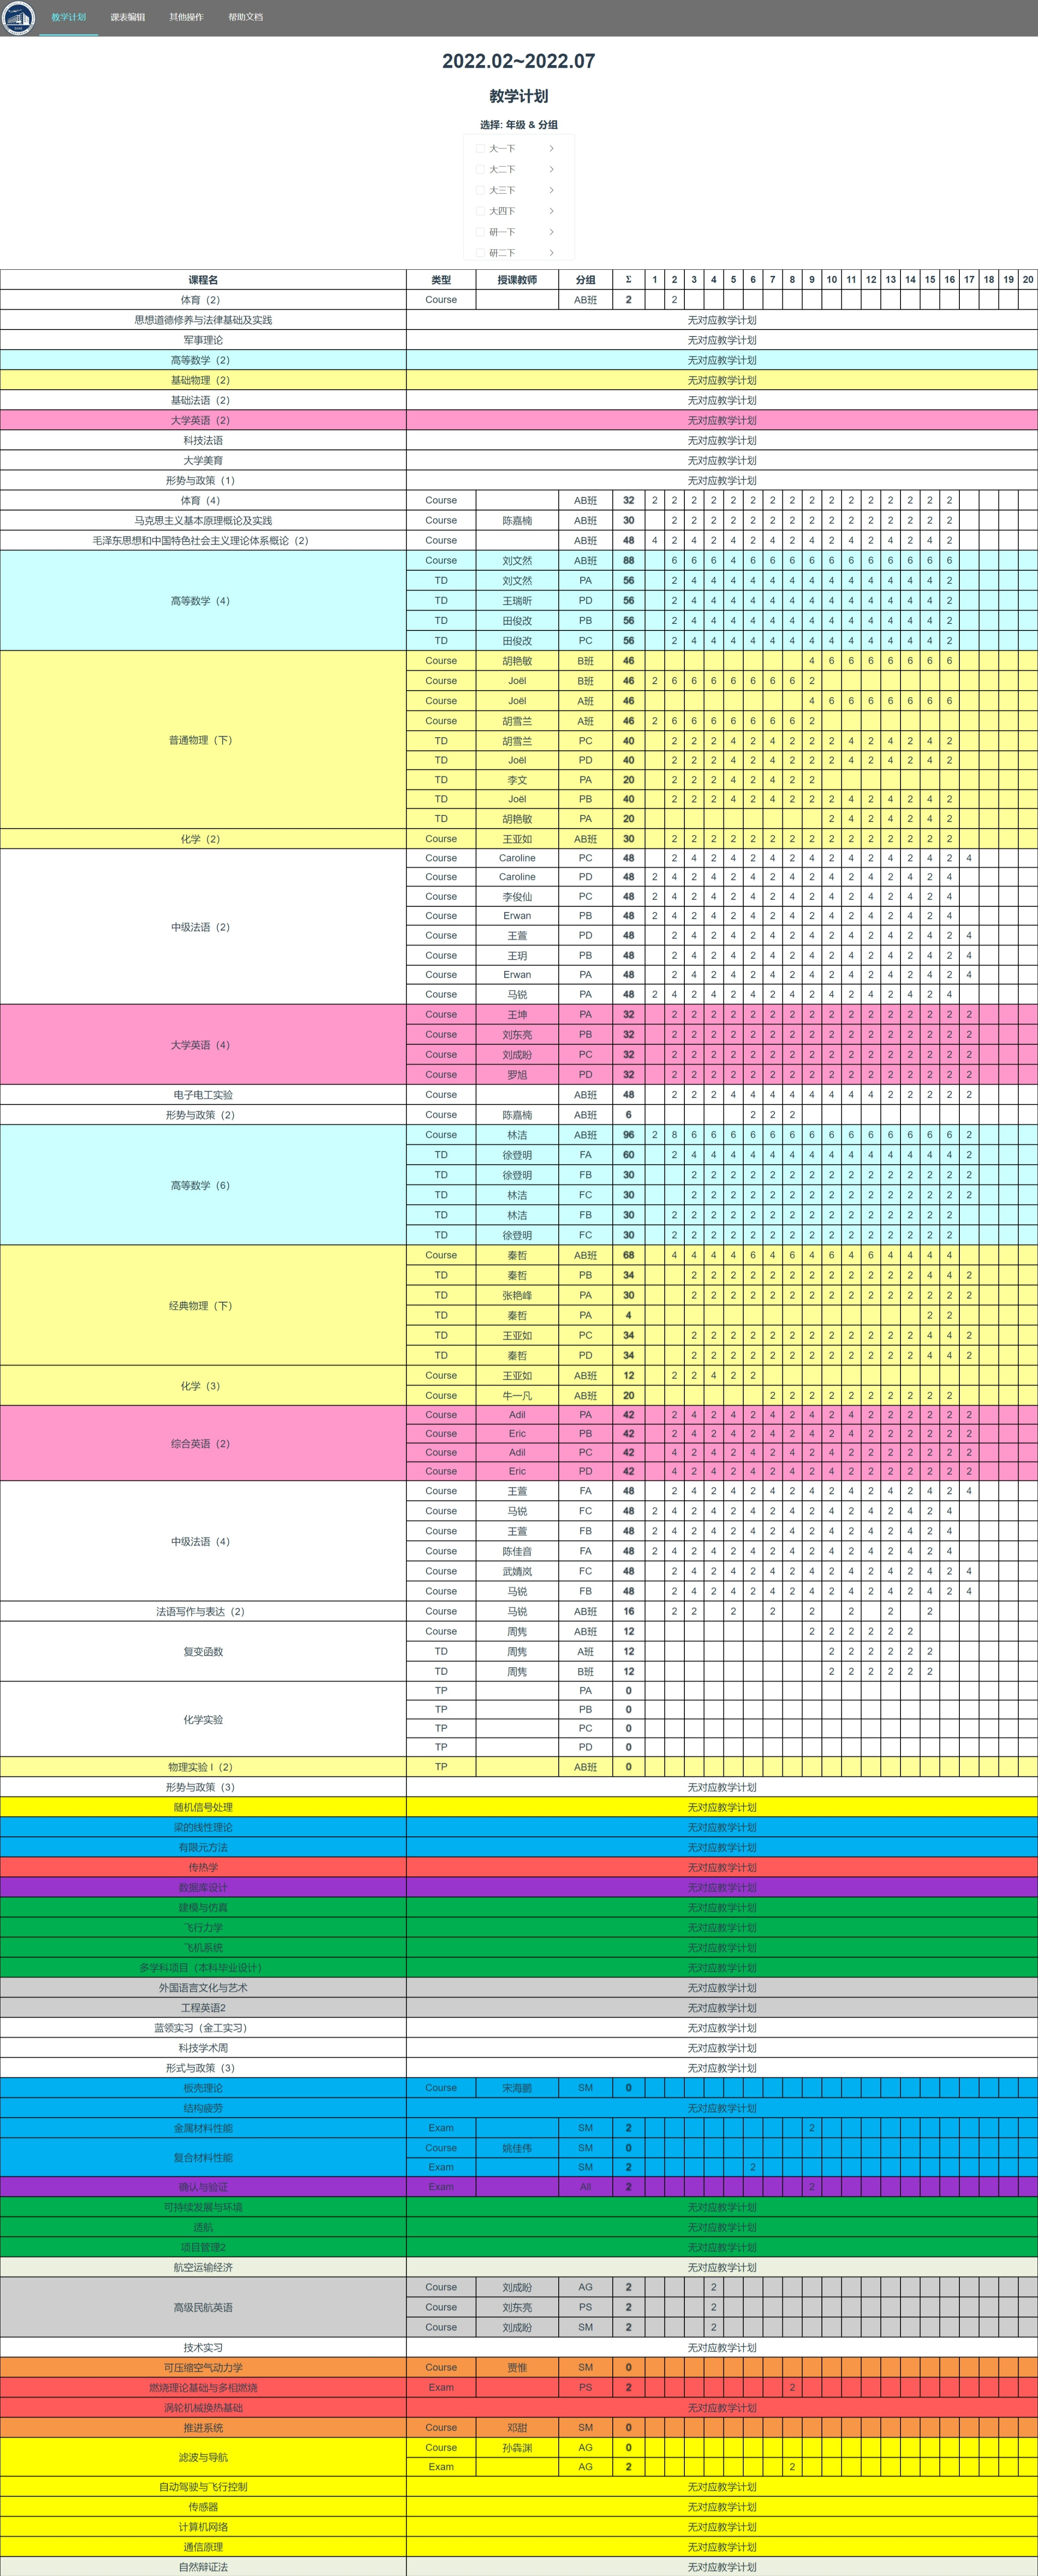 教学计划 课表编辑 其他操作 帮助文档
2022.02~2022.07
教学计划
选择: 年级 & 分组
大一下
大二下
大三下
大四下
研一下
研二下
课程名 类型 授课教师 分组 Σ 1 2 3 4 5 6 7 8 9 10 11 12 13 14 15 16 17 18 19 20
体育（2） Course AB班 2 2
思想道德修养与法律基础及实践 无对应教学计划
军事理论 无对应教学计划
高等数学（2） 无对应教学计划
基础物理（2） 无对应教学计划
基础法语（2） 无对应教学计划
大学英语（2） 无对应教学计划
科技法语 无对应教学计划
大学美育 无对应教学计划
形势与政策（1） 无对应教学计划
体育（4） Course AB班 32 2 2 2 2 2 2 2 2 2 2 2 2 2 2 2 2
马克思主义基本原理概论及实践 Course 陈嘉楠 AB班 30 2 2 2 2 2 2 2 2 2 2 2 2 2 2 2
毛泽东思想和中国特色社会主义理论体系概论（2） Course AB班 48 4 2 4 2 4 2 4 2 4 2 4 2 4 2 4 2
高等数学（4） Course 刘文然 AB班 88 6 6 6 4 6 6 6 6 6 6 6 6 6 6 6
TD 刘文然 PA 56 2 4 4 4 4 4 4 4 4 4 4 4 4 4 2
TD 王瑞昕 PD 56 2 4 4 4 4 4 4 4 4 4 4 4 4 4 2
TD 田俊改 PB 56 2 4 4 4 4 4 4 4 4 4 4 4 4 4 2
TD 田俊改 PC 56 2 4 4 4 4 4 4 4 4 4 4 4 4 4 2
普通物理（下） Course 胡艳敏 B班 46 4 6 6 6 6 6 6 6
Course Joël B班 46 2 6 6 6 6 6 6 6 2
Course Joël A班 46 4 6 6 6 6 6 6 6
Course 胡雪兰 A班 46 2 6 6 6 6 6 6 6 2
TD 胡雪兰 PC 40 2 2 2 4 2 4 2 2 2 4 2 4 2 4 2
TD Joël PD 40 2 2 2 4 2 4 2 2 2 4 2 4 2 4 2
TD 李文 PA 20 2 2 2 4 2 4 2 2
TD Joël PB 40 2 2 2 4 2 4 2 2 2 4 2 4 2 4 2
TD 胡艳敏 PA 20 2 4 2 4 2 4 2
化学（2） Course 王亚如 AB班 30 2 2 2 2 2 2 2 2 2 2 2 2 2 2 2
中级法语（2） Course Caroline PC 48 2 4 2 4 2 4 2 4 2 4 2 4 2 4 2 4
Course Caroline PD 48 2 4 2 4 2 4 2 4 2 4 2 4 2 4 2 4
Course 李俊仙 PC 48 2 4 2 4 2 4 2 4 2 4 2 4 2 4 2 4
Course Erwan PB 48 2 4 2 4 2 4 2 4 2 4 2 4 2 4 2 4
Course 王萱 PD 48 2 4 2 4 2 4 2 4 2 4 2 4 2 4 2 4
Course 王玥 PB 48 2 4 2 4 2 4 2 4 2 4 2 4 2 4 2 4
Course Erwan PA 48 2 4 2 4 2 4 2 4 2 4 2 4 2 4 2 4
Course 马锐 PA 48 2 4 2 4 2 4 2 4 2 4 2 4 2 4 2 4
大学英语（4） Course 王坤 PA 32 2 2 2 2 2 2 2 2 2 2 2 2 2 2 2 2
Course 刘东亮 PB 32 2 2 2 2 2 2 2 2 2 2 2 2 2 2 2 2
Course 刘成盼 PC 32 2 2 2 2 2 2 2 2 2 2 2 2 2 2 2 2
Course 罗旭 PD 32 2 2 2 2 2 2 2 2 2 2 2 2 2 2 2 2
电子电工实验 Course AB班 48 2 2 2 4 4 4 4 4 4 4 4 2 2 2 2 2
形势与政策（2） Course 陈嘉楠 AB班 6 2 2 2
高等数学（6） Course 林洁 AB班 96 2 8 6 6 6 6 6 6 6 6 6 6 6 6 6 6 2
TD 徐登明 FA 60 2 4 4 4 4 4 4 4 4 4 4 4 4 4 4 2
TD 徐登明 FB 30 2 2 2 2 2 2 2 2 2 2 2 2 2 2 2
TD 林洁 FC 30 2 2 2 2 2 2 2 2 2 2 2 2 2 2 2
TD 林洁 FB 30 2 2 2 2 2 2 2 2 2 2 2 2 2 2 2
TD 徐登明 FC 30 2 2 2 2 2 2 2 2 2 2 2 2 2 2 2
经典物理（下） Course 秦哲 AB班 68 4 4 4 4 6 4 6 4 6 4 6 4 4 4 4
TD 秦哲 PB 34 2 2 2 2 2 2 2 2 2 2 2 2 4 4 2
TD 张艳峰 PA 30 2 2 2 2 2 2 2 2 2 2 2 2 2 2 2
TD 秦哲 PA 4 2 2
TD 王亚如 PC 34 2 2 2 2 2 2 2 2 2 2 2 2 4 4 2
TD 秦哲 PD 34 2 2 2 2 2 2 2 2 2 2 2 2 4 4 2
化学（3） Course 王亚如 AB班 12 2 2 4 2 2
Course 牛一凡 AB班 20 2 2 2 2 2 2 2 2 2 2
综合英语（2） Course Adil PA 42 2 4 2 4 2 4 2 4 2 4 2 2 2 2 2 2
Course Eric PB 42 2 4 2 4 2 4 2 4 2 4 2 2 2 2 2 2
Course Adil PC 42 4 2 4 2 4 2 4 2 4 2 2 2 2 2 2 2
Course Eric PD 42 4 2 4 2 4 2 4 2 4 2 2 2 2 2 2 2
中级法语（4） Course 王萱 FA 48 2 4 2 4 2 4 2 4 2 4 2 4 2 4 2 4
Course 马锐 FC 48 2 4 2 4 2 4 2 4 2 4 2 4 2 4 2 4
Course 王萱 FB 48 2 4 2 4 2 4 2 4 2 4 2 4 2 4 2 4
Course 陈佳音 FA 48 2 4 2 4 2 4 2 4 2 4 2 4 2 4 2 4
Course 武婧岚 FC 48 2 4 2 4 2 4 2 4 2 4 2 4 2 4 2 4
Course 马锐 FB 48 2 4 2 4 2 4 2 4 2 4 2 4 2 4 2 4
法语写作与表达（2） Course 马锐 AB班 16 2 2 2 2 2 2 2 2
复变函数 Course 周隽 AB班 12 2 2 2 2 2 2
TD 周隽 A班 12 2 2 2 2 2 2
TD 周隽 B班 12 2 2 2 2 2 2
化学实验 TP PA 0
TP PB 0
TP PC 0
TP PD 0
物理实验 I（2） TP AB班 0
形势与政策（3） 无对应教学计划
随机信号处理 无对应教学计划
梁的线性理论 无对应教学计划
有限元方法 无对应教学计划
传热学 无对应教学计划
数据库设计 无对应教学计划
建模与仿真 无对应教学计划
飞行力学 无对应教学计划
飞机系统 无对应教学计划
多学科项目（本科毕业设计） 无对应教学计划
外国语言文化与艺术 无对应教学计划
工程英语2 无对应教学计划
蓝领实习（金工实习） 无对应教学计划
科技学术周 无对应教学计划
形式与政策（3） 无对应教学计划
板壳理论 Course 宋海鹏 SM 0
结构疲劳 无对应教学计划
金属材料性能 Exam SM 2 2
复合材料性能 Course 姚佳伟 SM 0
Exam SM 2 2
确认与验证 Exam All 2 2
可持续发展与环境 无对应教学计划
适航 无对应教学计划
项目管理2 无对应教学计划
航空运输经济 无对应教学计划
高级民航英语 Course 刘成盼 AG 2 2
Course 刘东亮 PS 2 2
Course 刘成盼 SM 2 2
技术实习 无对应教学计划
可压缩空气动力学 Course 贾惟 SM 0
燃烧理论基础与多相燃烧 Exam PS 2 2
涡轮机械换热基础 无对应教学计划
推进系统 Course 邓甜 SM 0
滤波与导航 Course 孙犇渊 AG 0
Exam AG 2 2
自动驾驶与飞行控制 无对应教学计划
传感器 无对应教学计划
计算机网络 无对应教学计划
通信原理 无对应教学计划
自然辩证法 无对应教学计划